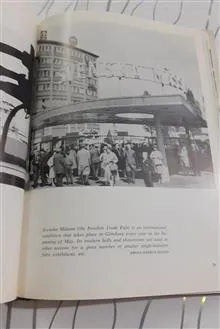 Svenska Mässan (the Swedish Trade Fair) is an international
exhibition that takes place in Göteborg every year in the be-
ginning of May. Its modern halls and showrooms are used at
other seasons for a great number of smaller single-industry
fairs, exhibitions, etc.